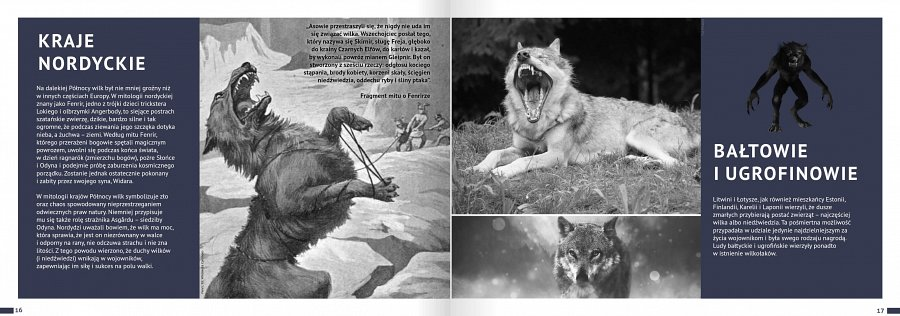 KRAJE
NORDYCKIE
Na dalekiej Północy wilk był nie mniej groźny niż
w innych częściach Europy. W mitologii nordyckiej
znany jako Fenrir, jedno z trójki dzieci trickstera
Lokiego i olbrzymki Angerbody, to siejące postrach
szatańskie zwierzę, dzikie, bardzo silne i tak
ogromne, że podczas ziewania jego szczęka dotyka
nieba, a żuchwa – ziemi. Według mitu Fenrir,
którego przerażeni bogowie spętali magicznym
powrozem, uwolni się podczas końca świata,
w dzień ragnarök (zmierzchu bogów), pożre Słońce
i Odyna i podejmie próbę zaburzenia kosmicznego
porządku. Zostanie jednak ostatecznie pokonany
i zabity przez swojego syna, Widara.
W mitologii krajów Północy wilk symbolizuje zło
oraz chaos spowodowany nieprzestrzeganiem
odwiecznych praw natury. Niemniej przypisuje
mu się także rolę strażnika Asgårdu – siedziby
Odyna. Nordyci uważali bowiem, że wilk ma moc,
która sprawia, że jest on niezrównany w walce
i odporny na rany, nie odczuwa strachu i nie zna
litości. Z tego powodu wierzono, że duchy wilków
(i niedźwiedzi) wnikają w wojowników,
zapewniając im siłę i sukces na polu walki.
16
„Asowie przestraszyli się, że nigdy nie uda im
się związać wilka. Wszechojciec posłał tego,
który nazywa się Skimir, sługę Freja, głęboko
do krainy Czarnych Elfów, do karłów i kazał,
by wykonali powróz mianem Gleipnir. Był on
stworzony z sześciu rzeczy: odgłosu kociego
stąpania, brody kobiety, korzeni skały, ścięgien
niedźwiedzia, oddechu ryby i śliny ptaka”.
Fragment mitu o Fenrirze
BAŁTOWIE
I UGROFINOWIE
Litwini i Łotysze, jak również mieszkańcy Estonii,
Finlandii, Karelii i Laponii wierzyli, że dusze
zmarłych przybierają postać zwierząt – najczęściej
wilka albo niedźwiedzia. Ta pośmiertna możliwość
przypadała w udziale jedynie najdzielniejszym za
życia wojownikom i była swego rodzaju nagrodą.
Ludy bałtyckie i ugrofińskie wierzyły ponadto
w istnienie wilkołaków.
17